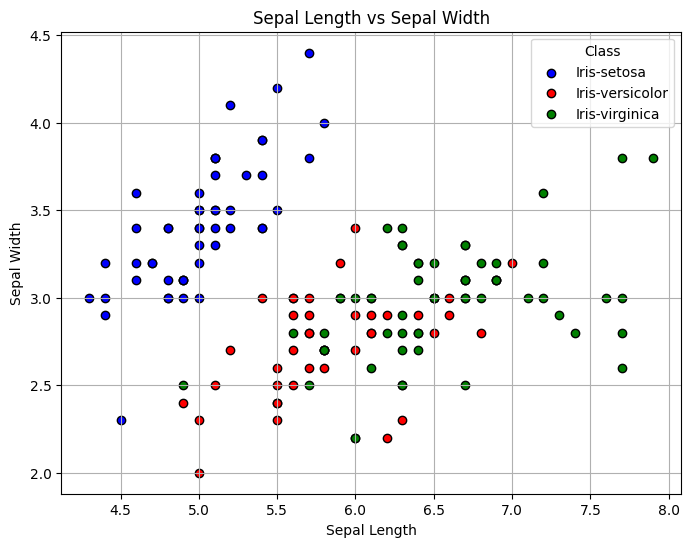 Sepal Length vs Sepal Width
4.5
4.0
3.5
3.0
2.5
2.0
Sepal Width
Class
Iris-setosa
Iris-versicolor
Iris-virginica
4.5 5.0 5.5 6.0 6.5 7.0 7.5 8.0
Sepal Length